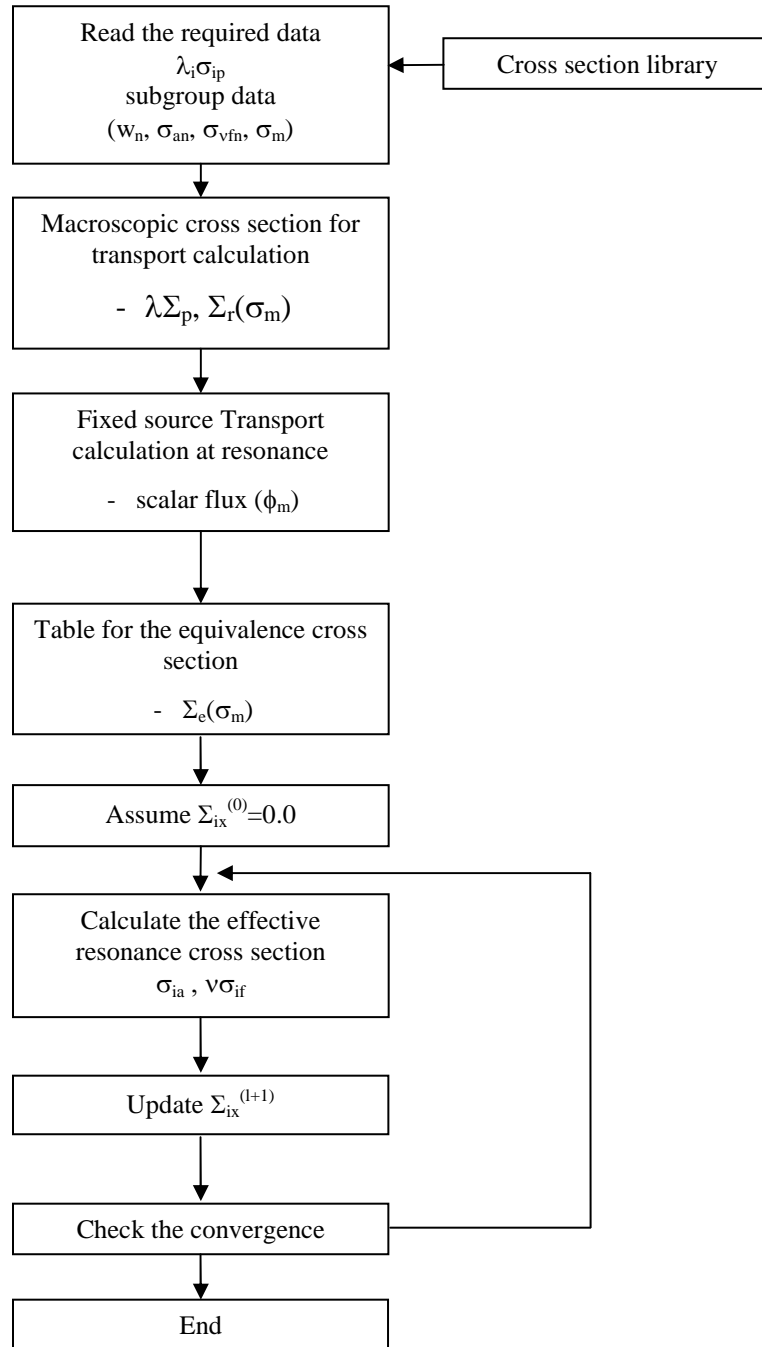 Read the required data
λᵢσᵢₚ
subgroup data
(wₙ, σₐₙ, σᵥfₙ, σₘ)
Cross section library
Macroscopic cross section for
transport calculation
- λΣₚ, Σᵣ(σₘ)
Fixed source Transport
calculation at resonance
- scalar flux (ϕₘ)
Table for the equivalence cross
section
- Σₑ(σₘ)
Assume Σᵢₓ⁽⁰⁾=0.0
Calculate the effective
resonance cross section
σᵢₐ , νσ_if
Update Σᵢₓ⁽ˡ⁺¹⁾
Check the convergence
End